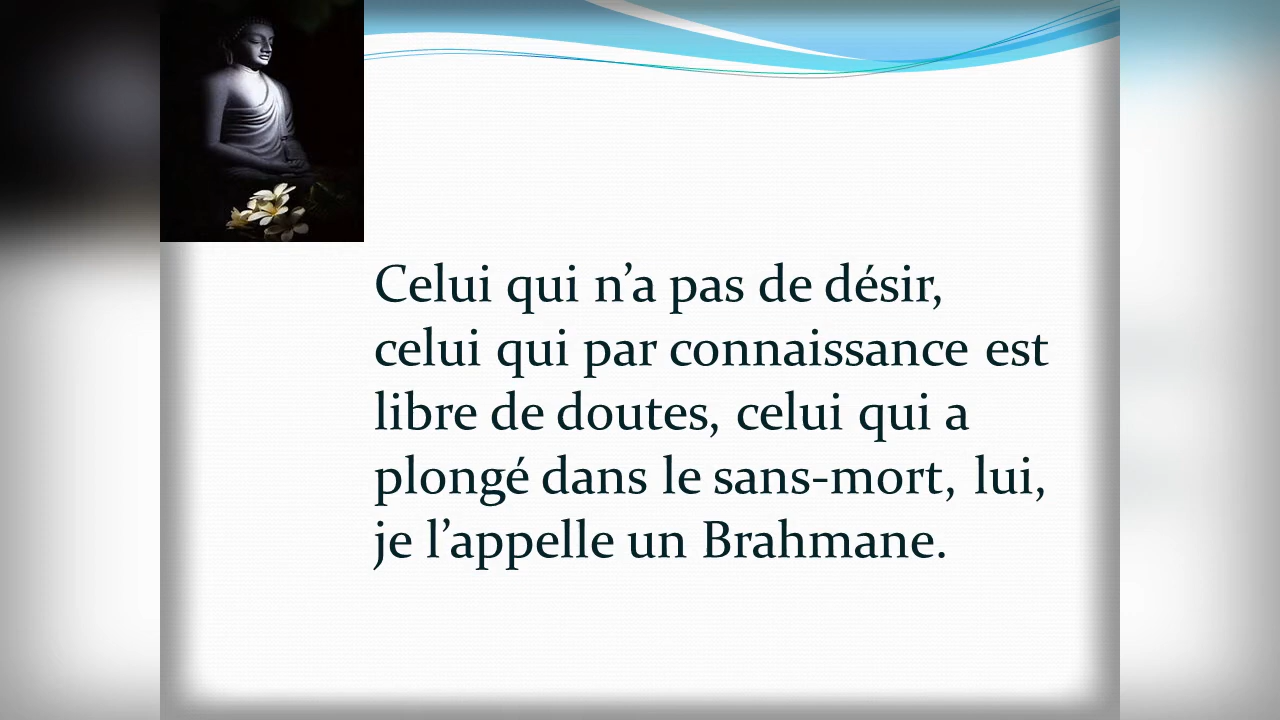 Celui qui n’a pas de désir,
celui qui par connaissance est
libre de doutes, celui qui a
plongé dans le sans-mort, lui,
je l’appelle un Brahmane.